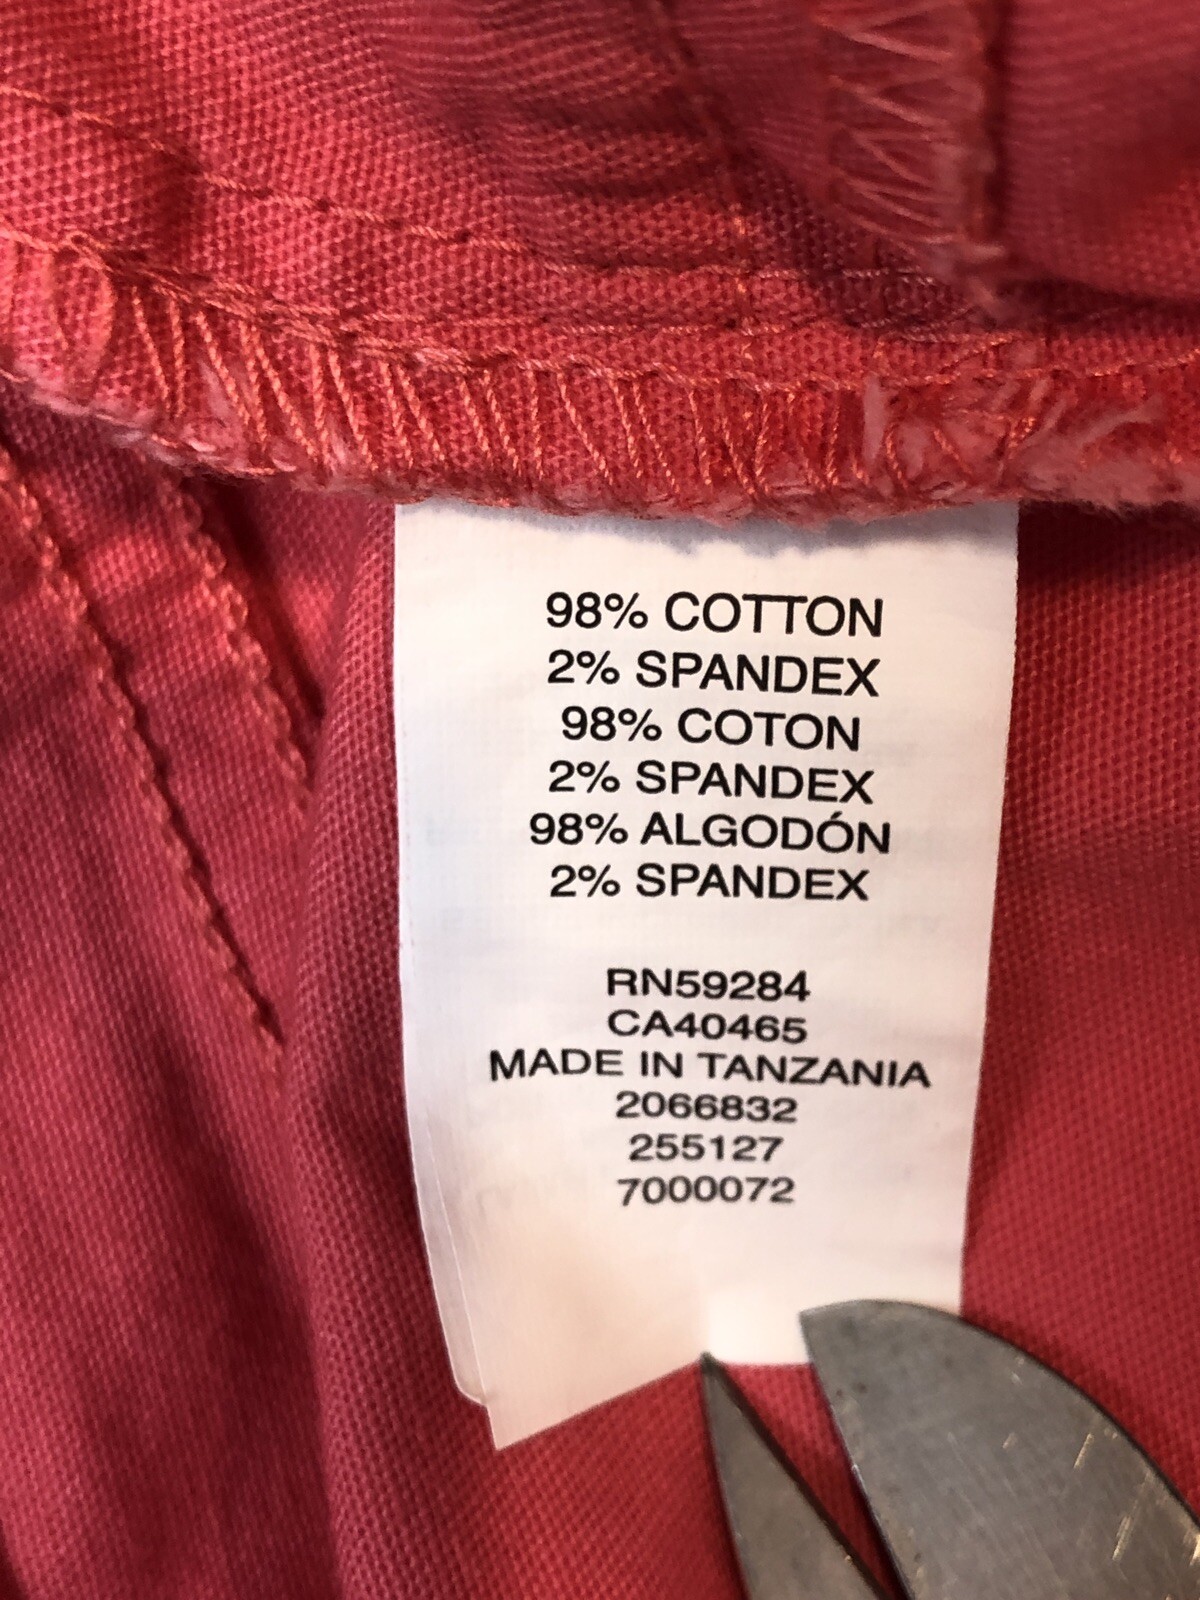 98% COTTON
2% SPANDEX
98% COTON
2% SPANDEX
98% ALGODÓN
2% SPANDEX
RN59284
CA40465
MADE IN TANZANIA
2066832
255127
7000072